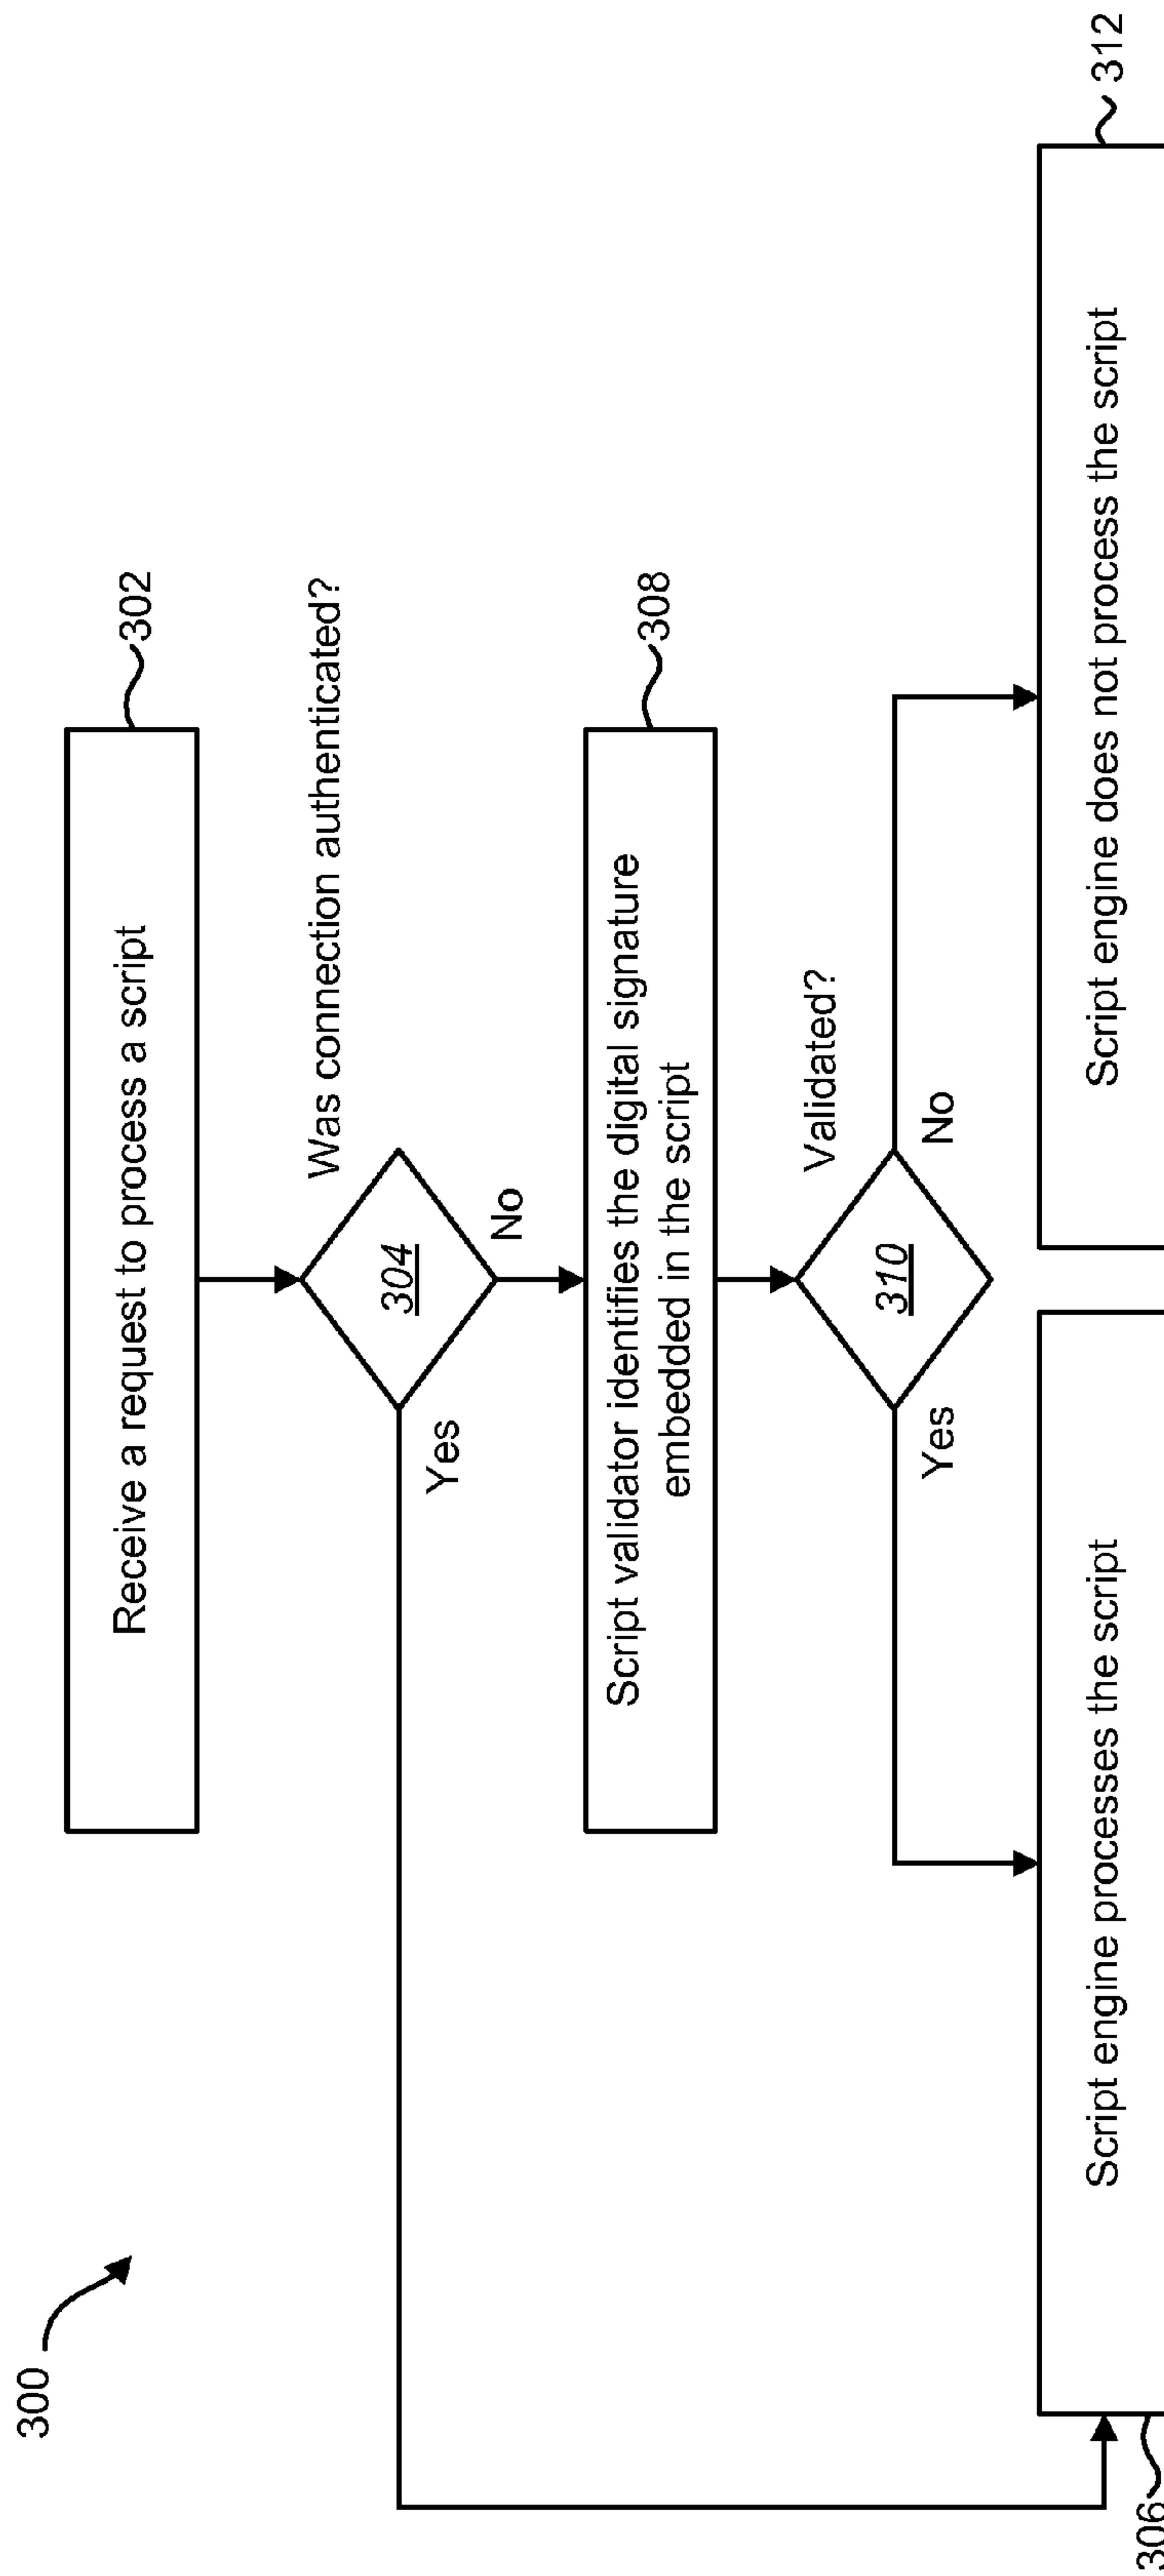 300
Receive a request to process a script
302
Was connection authenticated?
304
Yes
No
Script validator identifies the digital signature
embedded in the script
308
Validated?
310
Yes
No
Script engine processes the script
306
Script engine does not process the script
312